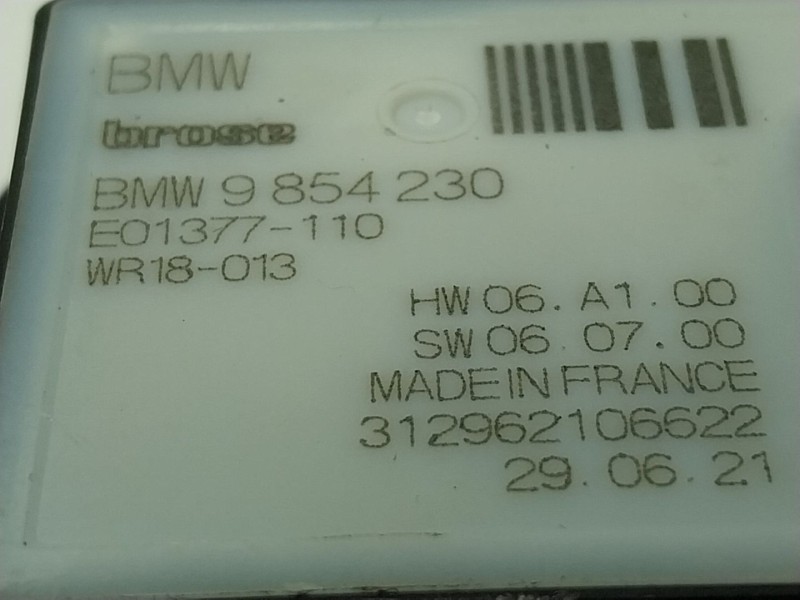 BMW
brose
BMW 9 854 230
E01377-110
WR18-013
HW 06. A1. 00
SW 06 07. 00
MADE IN FRANCE
312962106622
29. 06. 21